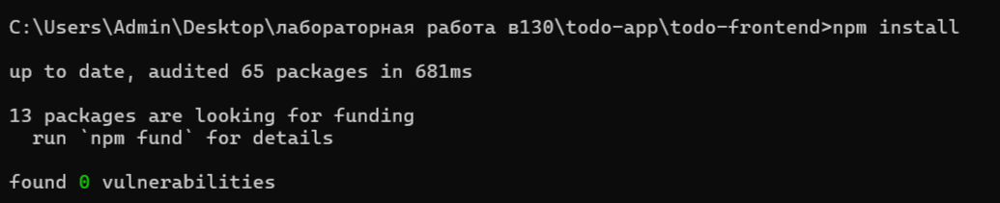 C:\Users\Admin\Desktop\лабораторная работа в130\todo-app\todo-frontend>npm install
up to date, audited 65 packages in 681ms
13 packages are looking for funding
  run `npm fund` for details
found 0 vulnerabilities